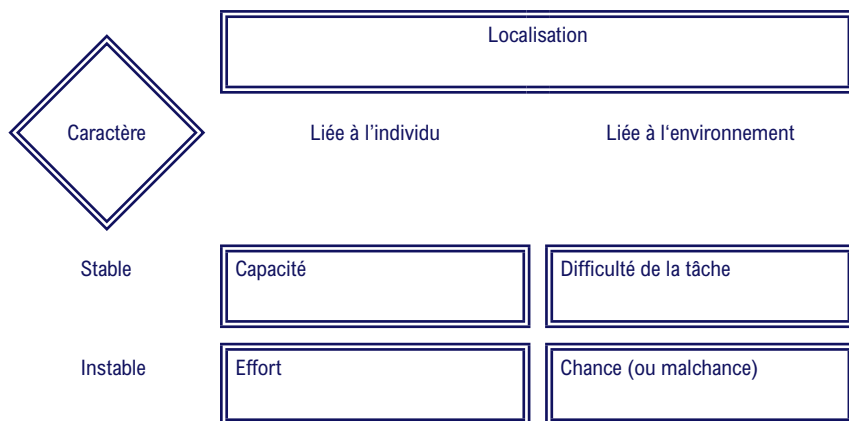 Localisation
Caractère Liée à l'individu Liée à l‘environnement
Stable Capacité Difficulté de la tâche
Instable Effort Chance (ou malchance)